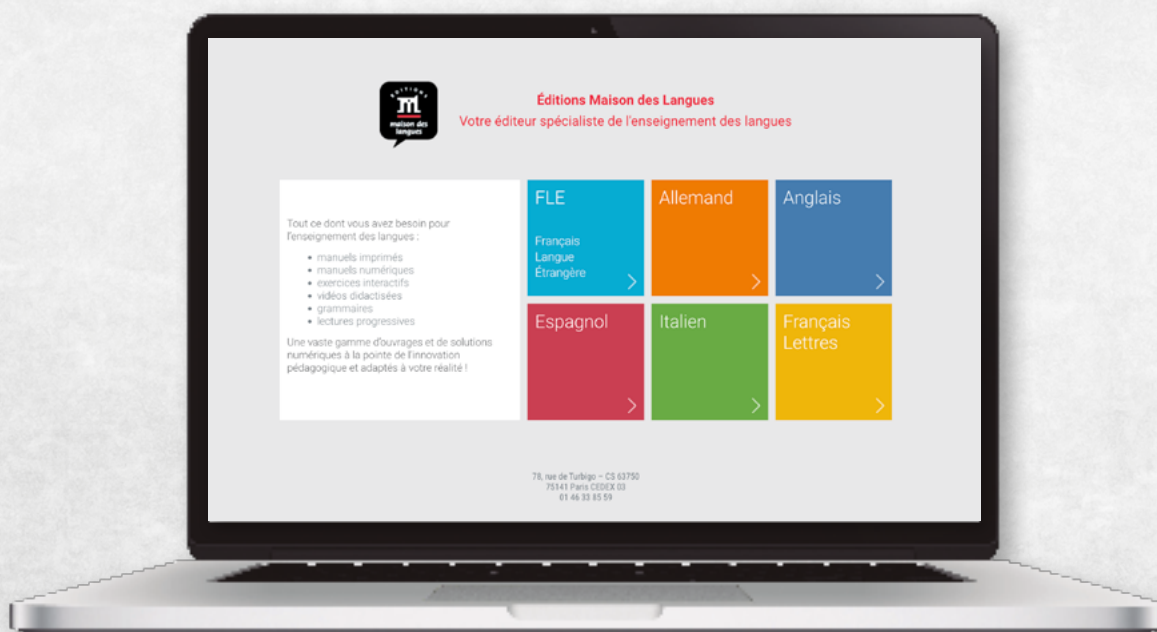 ÉDITIONS
maison des
langues
Éditions Maison des Langues
Votre éditeur spécialiste de l'enseignement des langues
Tout ce dont vous avez besoin pour
l'enseignement des langues :
• manuels imprimés
• manuels numériques
• exercices interactifs
• vidéos didactisées
• grammaires
• lectures progressives
Une vaste gamme d'ouvrages et de solutions
numériques à la pointe de l'innovation
pédagogique et adaptés à votre réalité !
FLE
Français
Langue
Étrangère
Allemand
Anglais
Espagnol
Italien
Français
Lettres
78, rue de Turbigo – CS 63750
75141 Paris CEDEX 03
01 46 33 85 59